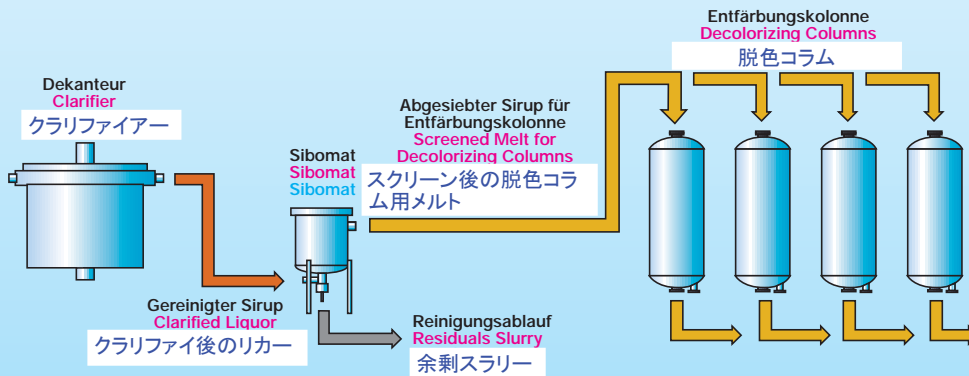 Entfärbungskolonne
Decolorizing Columns
脱色コラム
Dekanteur
Clarifier
クラリファイアー
Abgesiebter Sirup für
Entfärbungskolonne
Screened Melt for
Decolorizing Columns
スクリーン後の脱色コラ
ム用メルト
Sibomat
Sibomat
Sibomat
Gereinigter Sirup
Clarified Liquor
クラリファイ後のリカー
Reinigungsablauf
Residuals Slurry
余剰スラリー